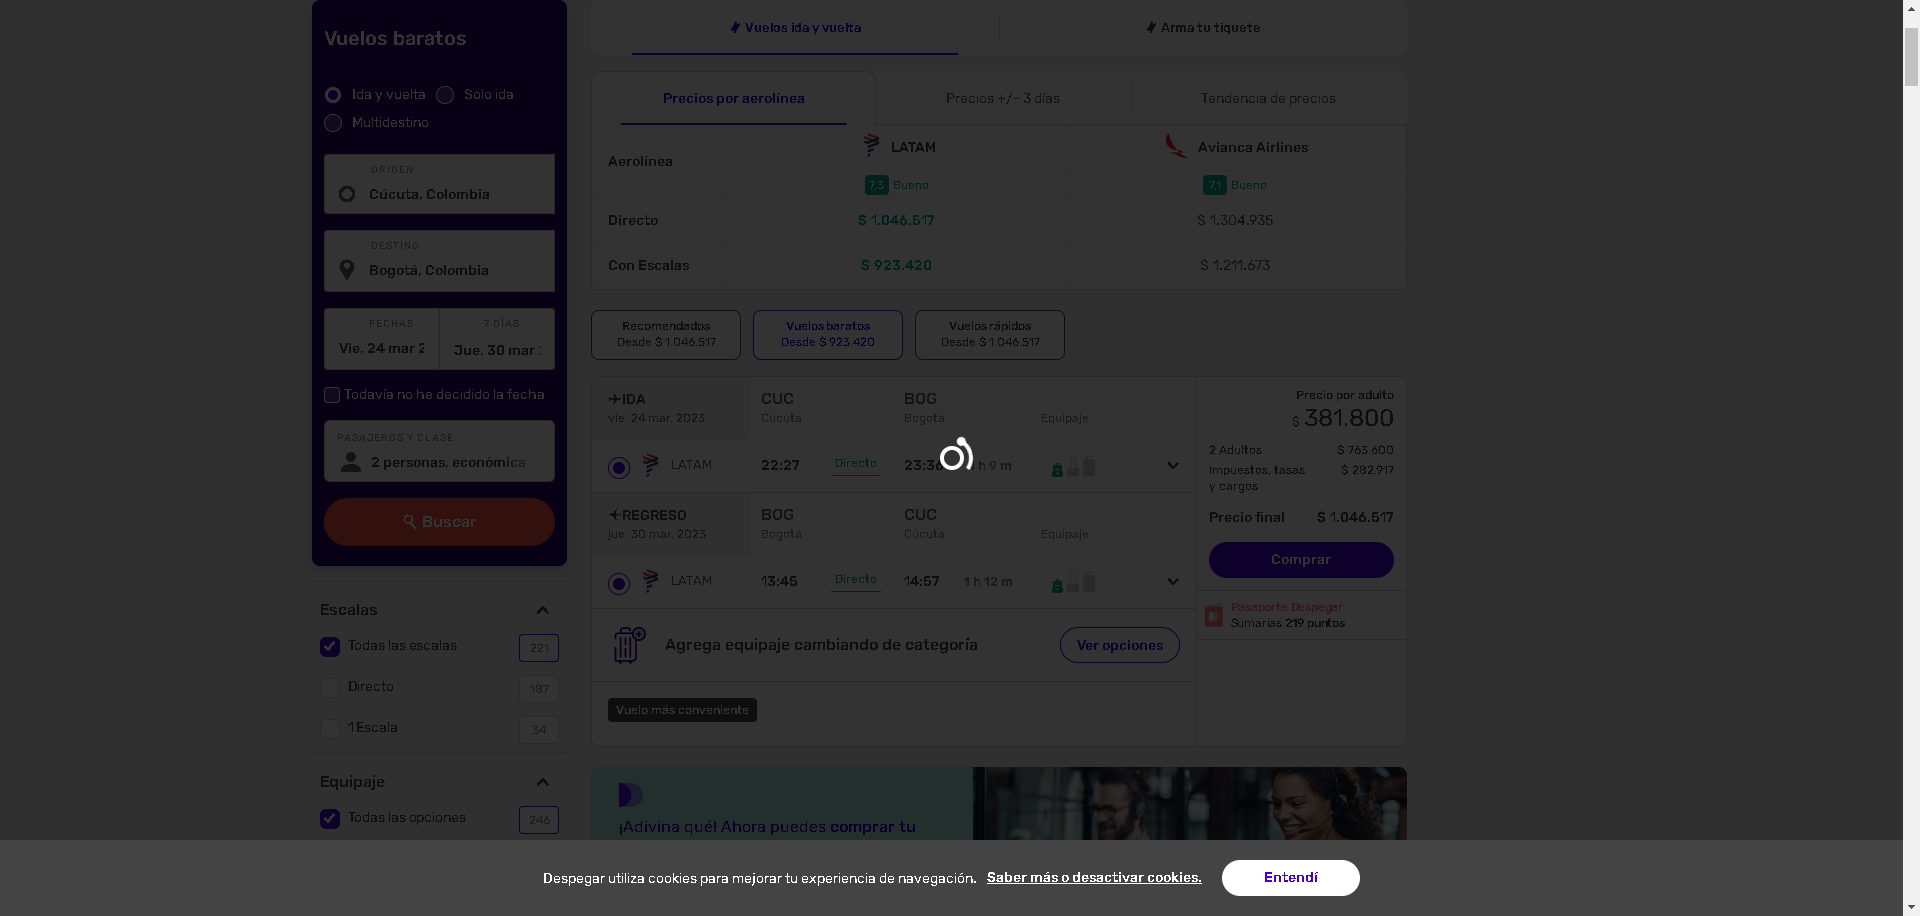 Vuelos baratos
Ida y vuelta
Solo ida
Multidestino
ORIGEN
Cúcuta, Colombia
DESTINO
Bogotá, Colombia
FECHAS
7 DÍAS
Vie, 24 mar 2
Jue, 30 mar
Todavía no he decidido la fecha
PASAJEROS Y CLASE
2 personas, económica
Buscar
Escalas
Todas las escalas
221
Directo
187
1 Escala
34
Equipaje
Todas las opciones
246
Vuelos ida y vuelta
Arma tu tiquete
Precios por aerolínea
Precios +/- 3 días
Tendencia de precios
Aerolínea
LATAM
Avianca Airlines
7,3 Bueno
7,1 Bueno
Directo
$ 1.046.517
$ 1.304.935
Con Escalas
$ 923.420
$ 1.211.673
Recomendados
Desde $ 1.046.517
Vuelos baratos
Desde $ 923.420
Vuelos rápidos
Desde $ 1.046.517
IDA
vie. 24 mar. 2023
CUC
Cúcuta
BOG
Bogotá
Equipaje
LATAM
22:27
Directo
23:36
h 9 m
REGRESO
jue. 30 mar. 2023
BOG
Bogotá
CUC
Cúcuta
Equipaje
LATAM
13:45
Directo
14:57
1 h 12 m
Agrega equipaje cambiando de categoría
Ver opciones
Vuelo más conveniente
Precio por adulto
$ 381.800
2 Adultos
$ 763.600
Impuestos, tasas
y cargos
$ 282.917
Precio final
$ 1.046.517
Comprar
Pasaporte Despegar
Sumarías 219 puntos
¡Adivina qué! Ahora puedes comprar tu
Despegar utiliza cookies para mejorar tu experiencia de navegación.
Saber más o desactivar cookies.
Entendí